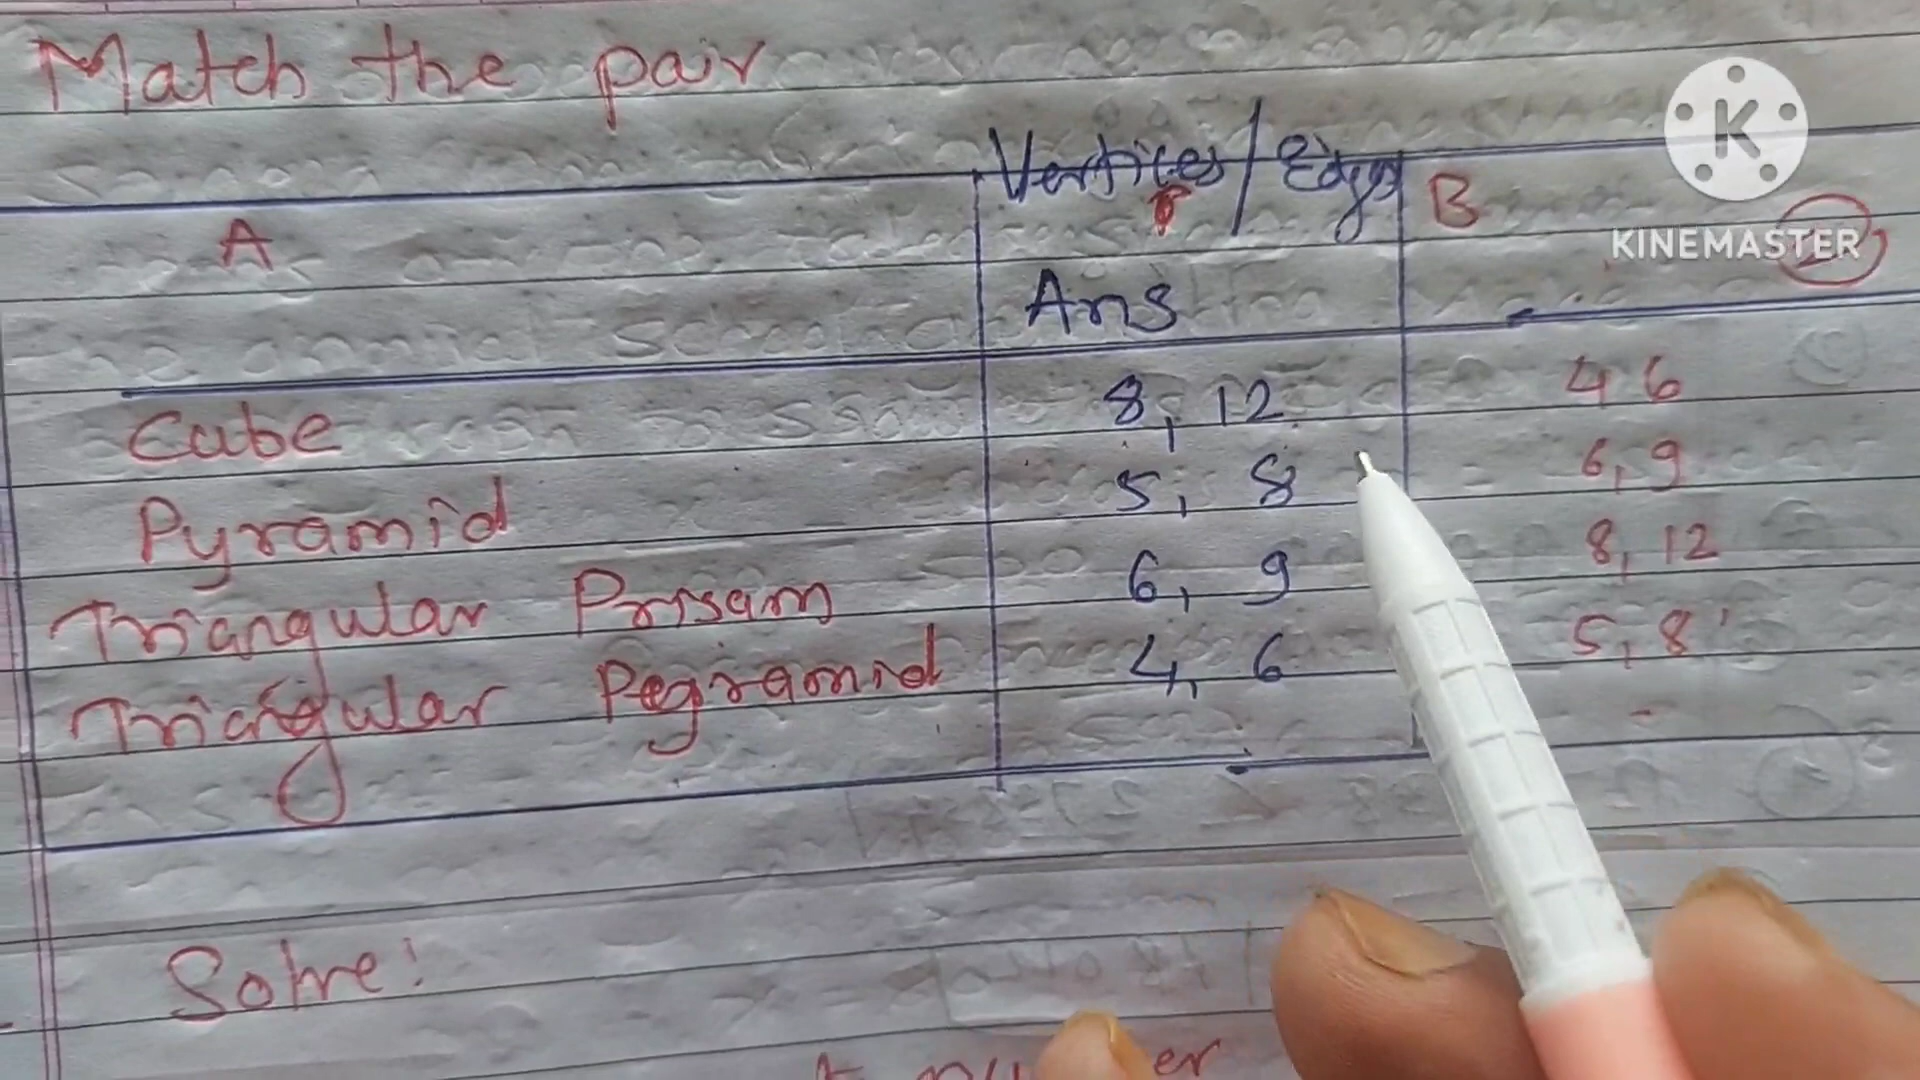 Match the pair
Vertices / Edges
A
B
KINEMASTER
Ans
Cube 8, 12 4 6
Pyramid 5, 8 6, 9
Triangular Prisam 6, 9 8, 12
Triangular Pegramid 4, 6 5, 8
Solve:
er